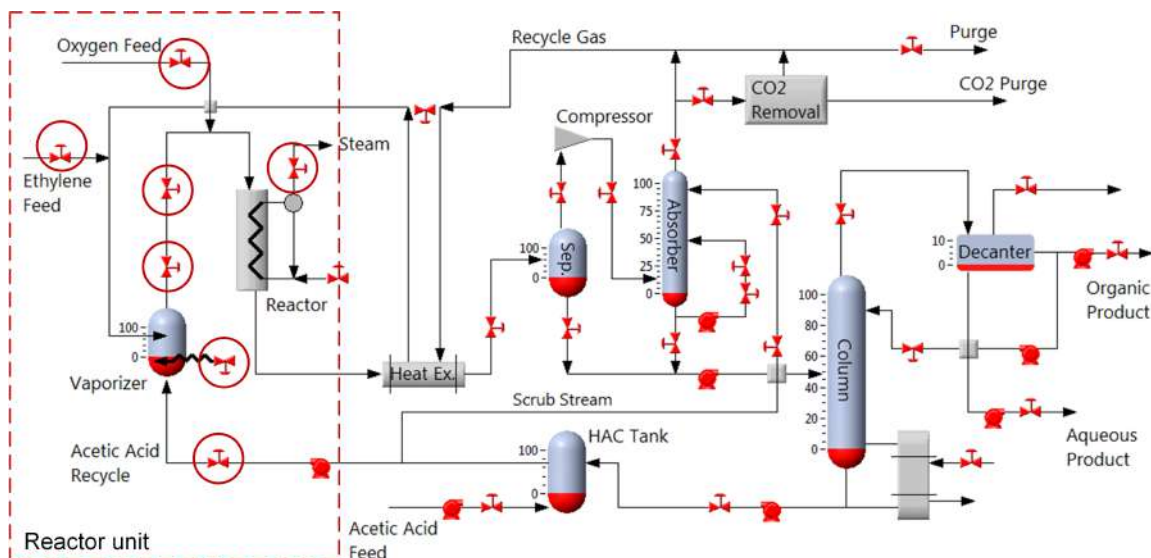 Oxygen Feed
Recycle Gas
Purge
CO2
Removal
CO2 Purge
Compressor
Steam
Ethylene
Feed
100
75
50
25
0
Absorber
100
0
Sep.
10
0
Decanter
Organic
Product
Reactor
100
0
Vaporizer
Heat Ex.
100
80
60
40
20
0
Column
Scrub Stream
HAC Tank
100
0
Aqueous
Product
Acetic Acid
Recycle
Acetic Acid
Feed
Reactor unit